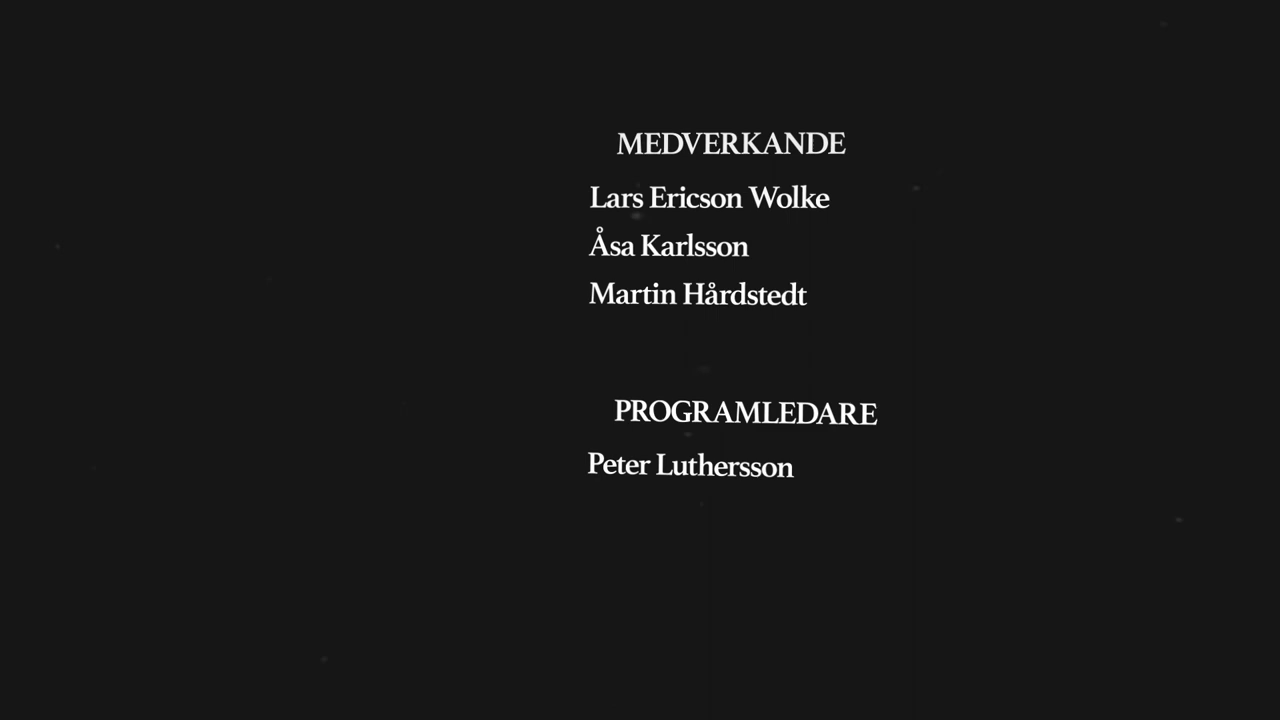 MEDVERKANDE
Lars Ericson Wolke
Åsa Karlsson
Martin Hårdstedt
PROGRAMLEDARE
Peter Luthersson